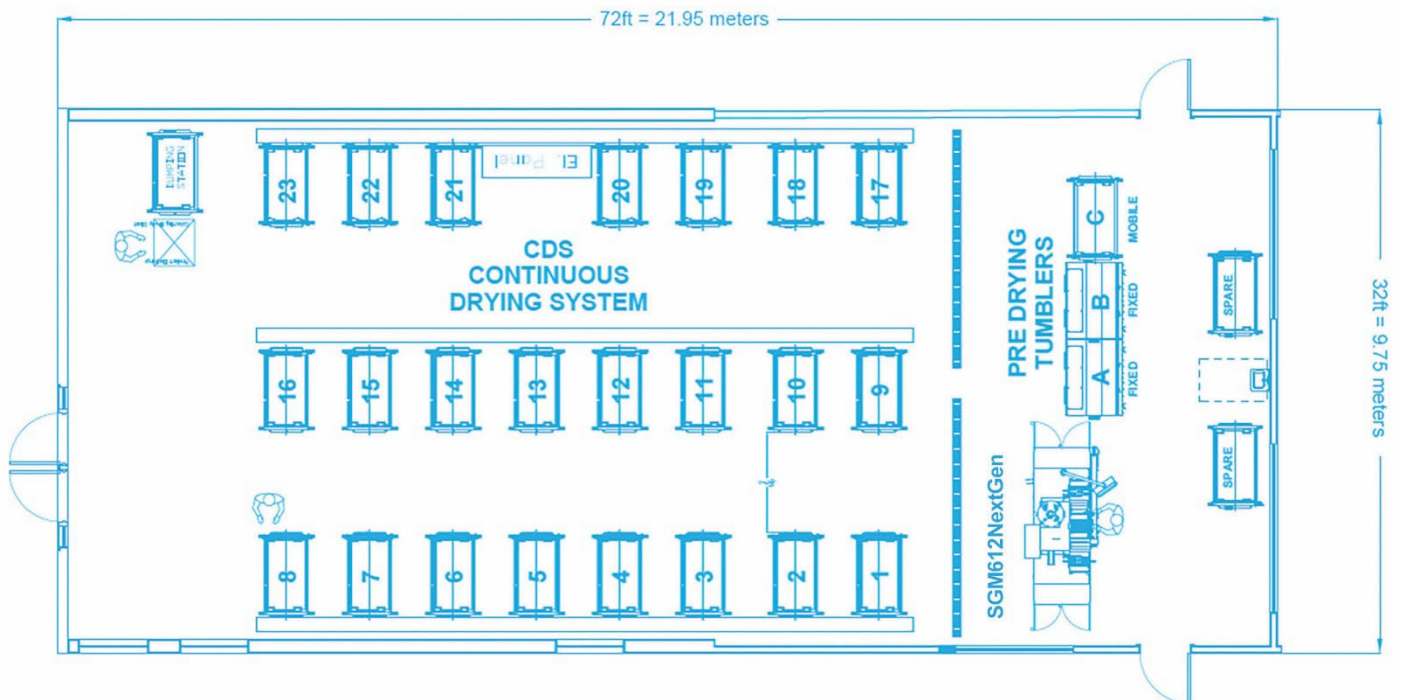 72ft = 21.95 meters
DUMPING
STATION
23
22
21
El. Panel
20
19
18
17
CDS
CONTINUOUS
DRYING SYSTEM
PRE DRYING
TUMBLERS
C
MOBILE
B
FIXED
A
FIXED
SPARE
32ft = 9.75 meters
16
15
14
13
12
11
10
9
SPARE
SGM612NextGen
8
7
6
5
4
3
2
1